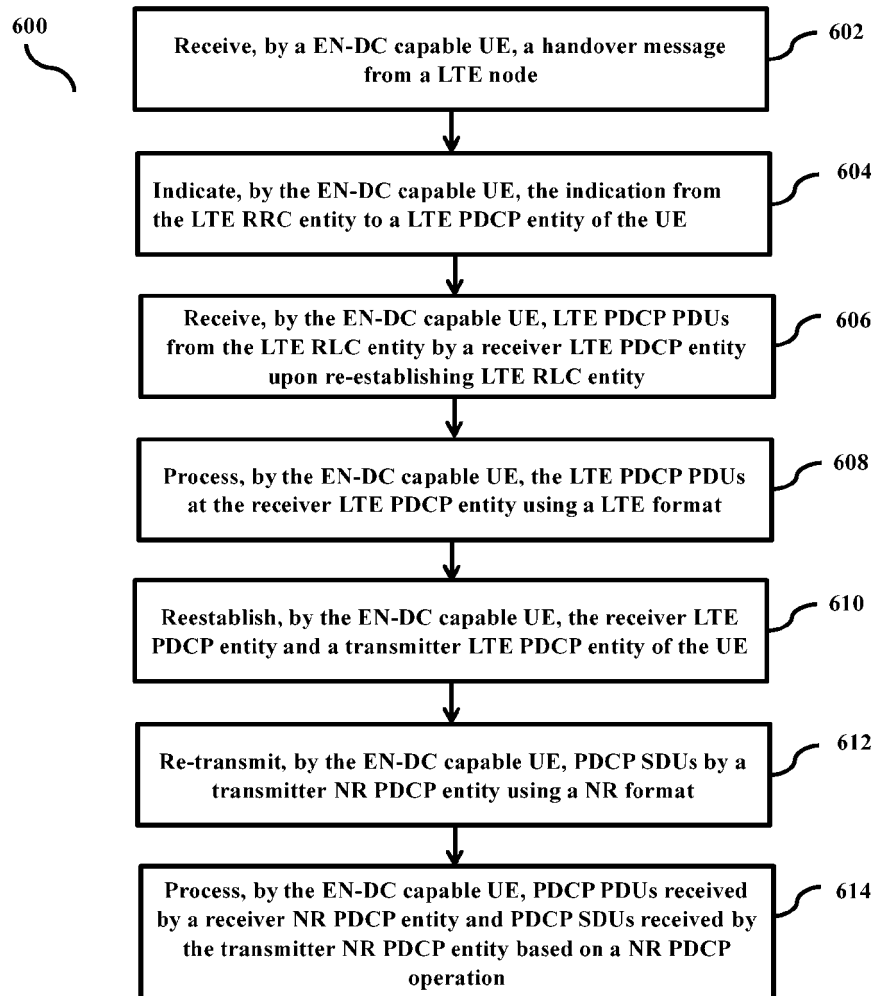 600
Receive, by a EN-DC capable UE, a handover message
from a LTE node
602
Indicate, by the EN-DC capable UE, the indication from
the LTE RRC entity to a LTE PDCP entity of the UE
604
Receive, by the EN-DC capable UE, LTE PDCP PDUs
from the LTE RLC entity by a receiver LTE PDCP entity
upon re-establishing LTE RLC entity
606
Process, by the EN-DC capable UE, the LTE PDCP PDUs
at the receiver LTE PDCP entity using a LTE format
608
Reestablish, by the EN-DC capable UE, the receiver LTE
PDCP entity and a transmitter LTE PDCP entity of the UE
610
Re-transmit, by the EN-DC capable UE, PDCP SDUs by a
transmitter NR PDCP entity using a NR format
612
Process, by the EN-DC capable UE, PDCP PDUs received
by a receiver NR PDCP entity and PDCP SDUs received by
the transmitter NR PDCP entity based on a NR PDCP
operation
614